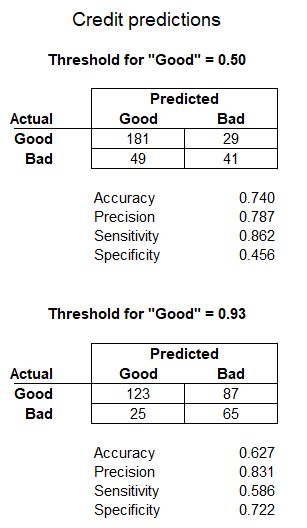 Credit predictions
Threshold for "Good" = 0.50
Predicted
Actual Good Bad
Good 181 29
Bad 49 41
Accuracy 0.740
Precision 0.787
Sensitivity 0.862
Specificity 0.456
Threshold for "Good" = 0.93
Predicted
Actual Good Bad
Good 123 87
Bad 25 65
Accuracy 0.627
Precision 0.831
Sensitivity 0.586
Specificity 0.722